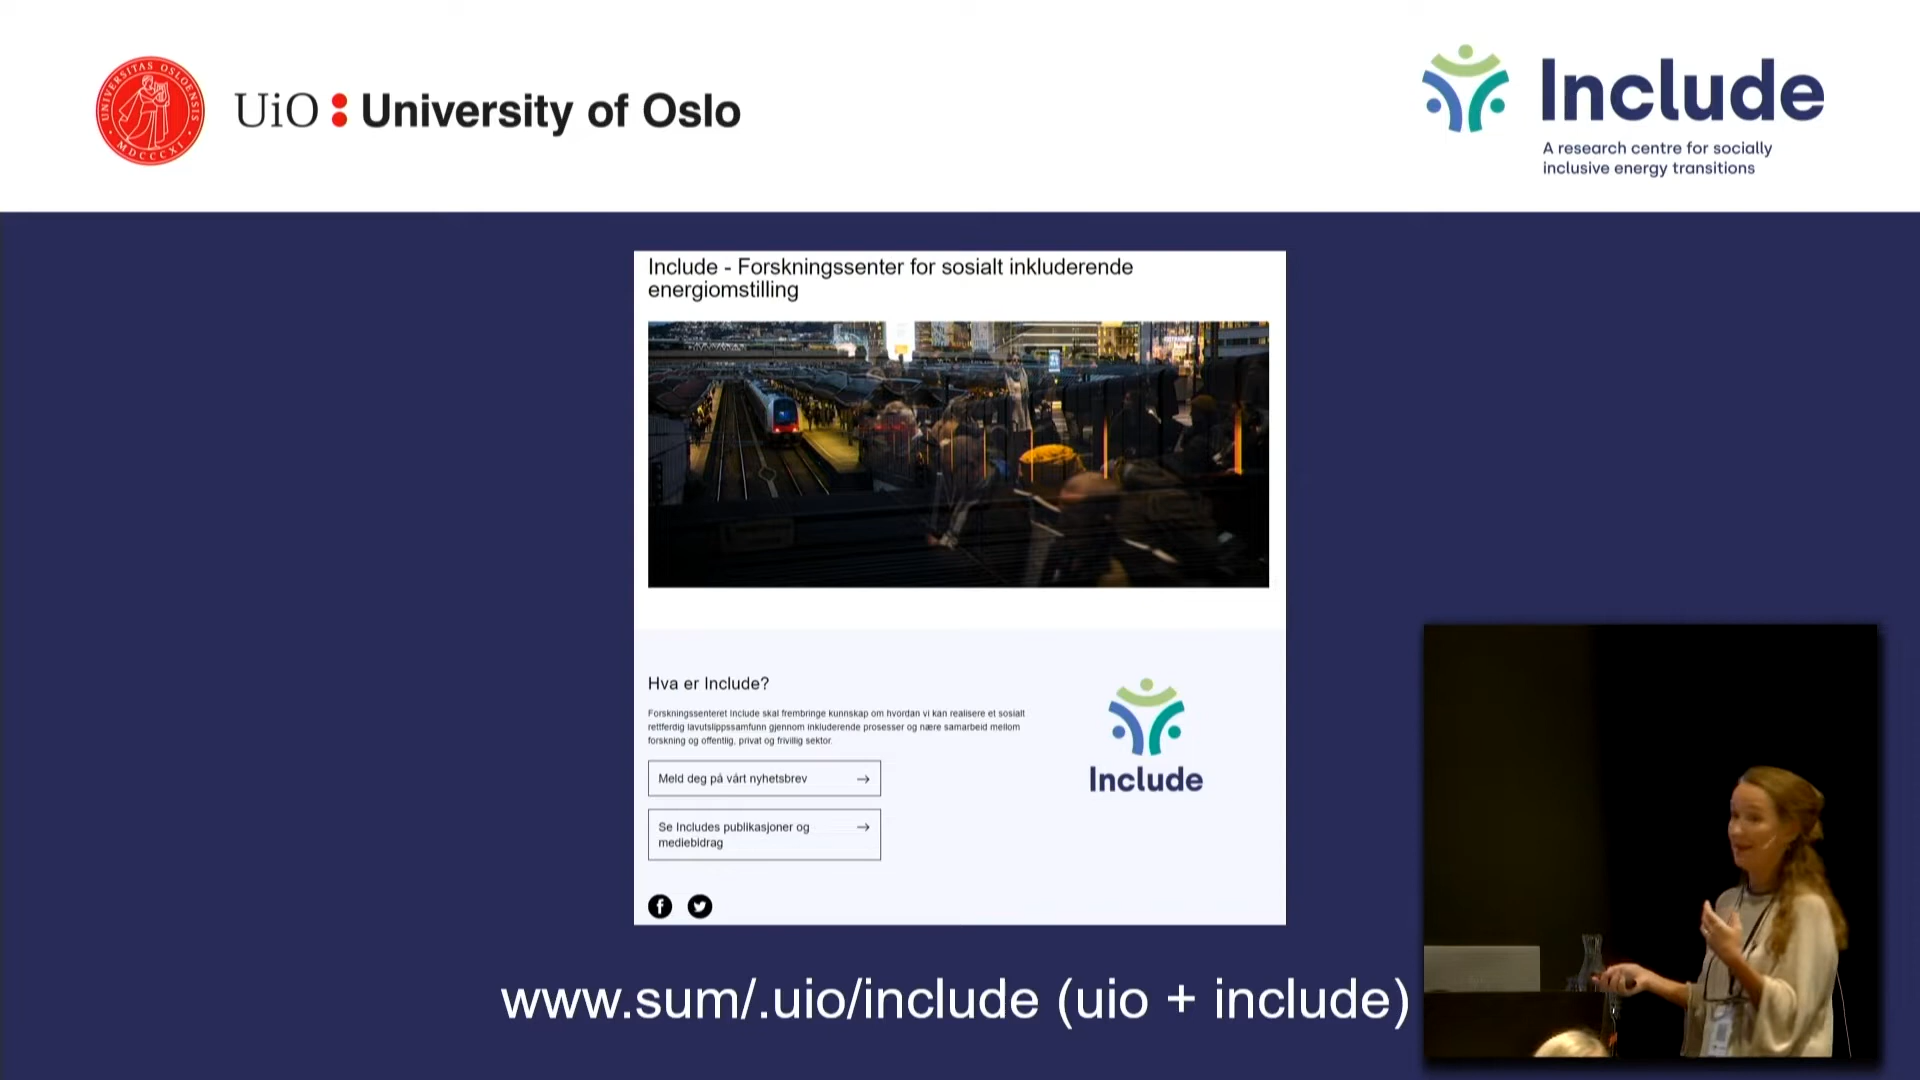 UNIVERSITAS OSLOENSIS
MDCCCXI
UiO : University of Oslo
Include
A research centre for socially
inclusive energy transitions
Include - Forskningssenter for sosialt inkluderende
energiomstilling
Hva er Include?
Forskningssenteret Include skal frembringe kunnskap om hvordan vi kan realisere et sosialt
rettferdig lavutslippssamfunn gjennom inkluderende prosesser og nære samarbeid mellom
forskning og offentlig, privat og frivillig sektor.
Meld deg på vårt nyhetsbrev
Se Includes publikasjoner og
mediebidrag
Include
www.sum/.uio/include (uio + include)